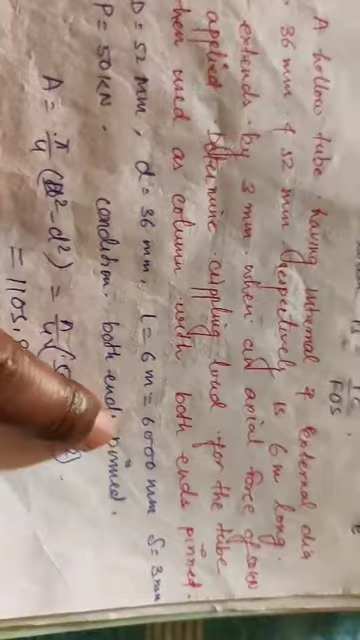 FOS
A hollow tube having internal & external dia
36 mm & 52 mm respectively is 6m long.
extends by 3 mm when an axial force of 50kN
applied. Determine crippling load for the tube
when used as column with both ends pinned.
D = 52 mm, d = 36 mm, l = 6 m = 6000 mm δ = 3 mm
P = 50 kN. condition. both ends pinned.
A = π/4 (D² - d²) = π/4 (5
= 1105.